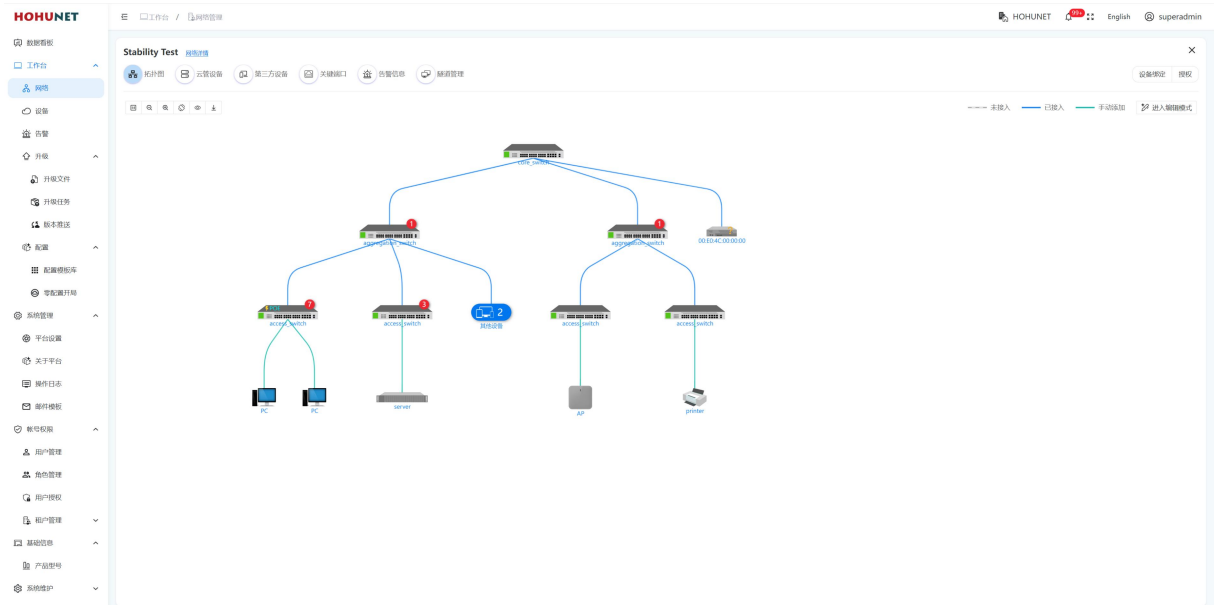 HOHUNET
工作台 / 网络管理
HOHUNET 99+ English superadmin
数据看板
工作台
网络
设备
告警
升级
升级文件
升级任务
版本推送
配置
配置模板库
零配置开局
系统管理
平台设置
关于平台
操作日志
邮件模板
帐号权限
用户管理
角色管理
用户授权
租户管理
基础信息
产品型号
系统维护
Stability Test 网络详情
拓扑图 云管设备 第三方设备 关键端口 告警信息 隧道管理
设备绑定 授权
未接入 已接入 手动添加 进入编辑模式
core_switch
1 1
aggregation_switch aggregation_switch 00:E0:4C:00:00:00
7 3 2
access_switch access_switch 其他设备 access_switch access_switch
PC PC server AP printer